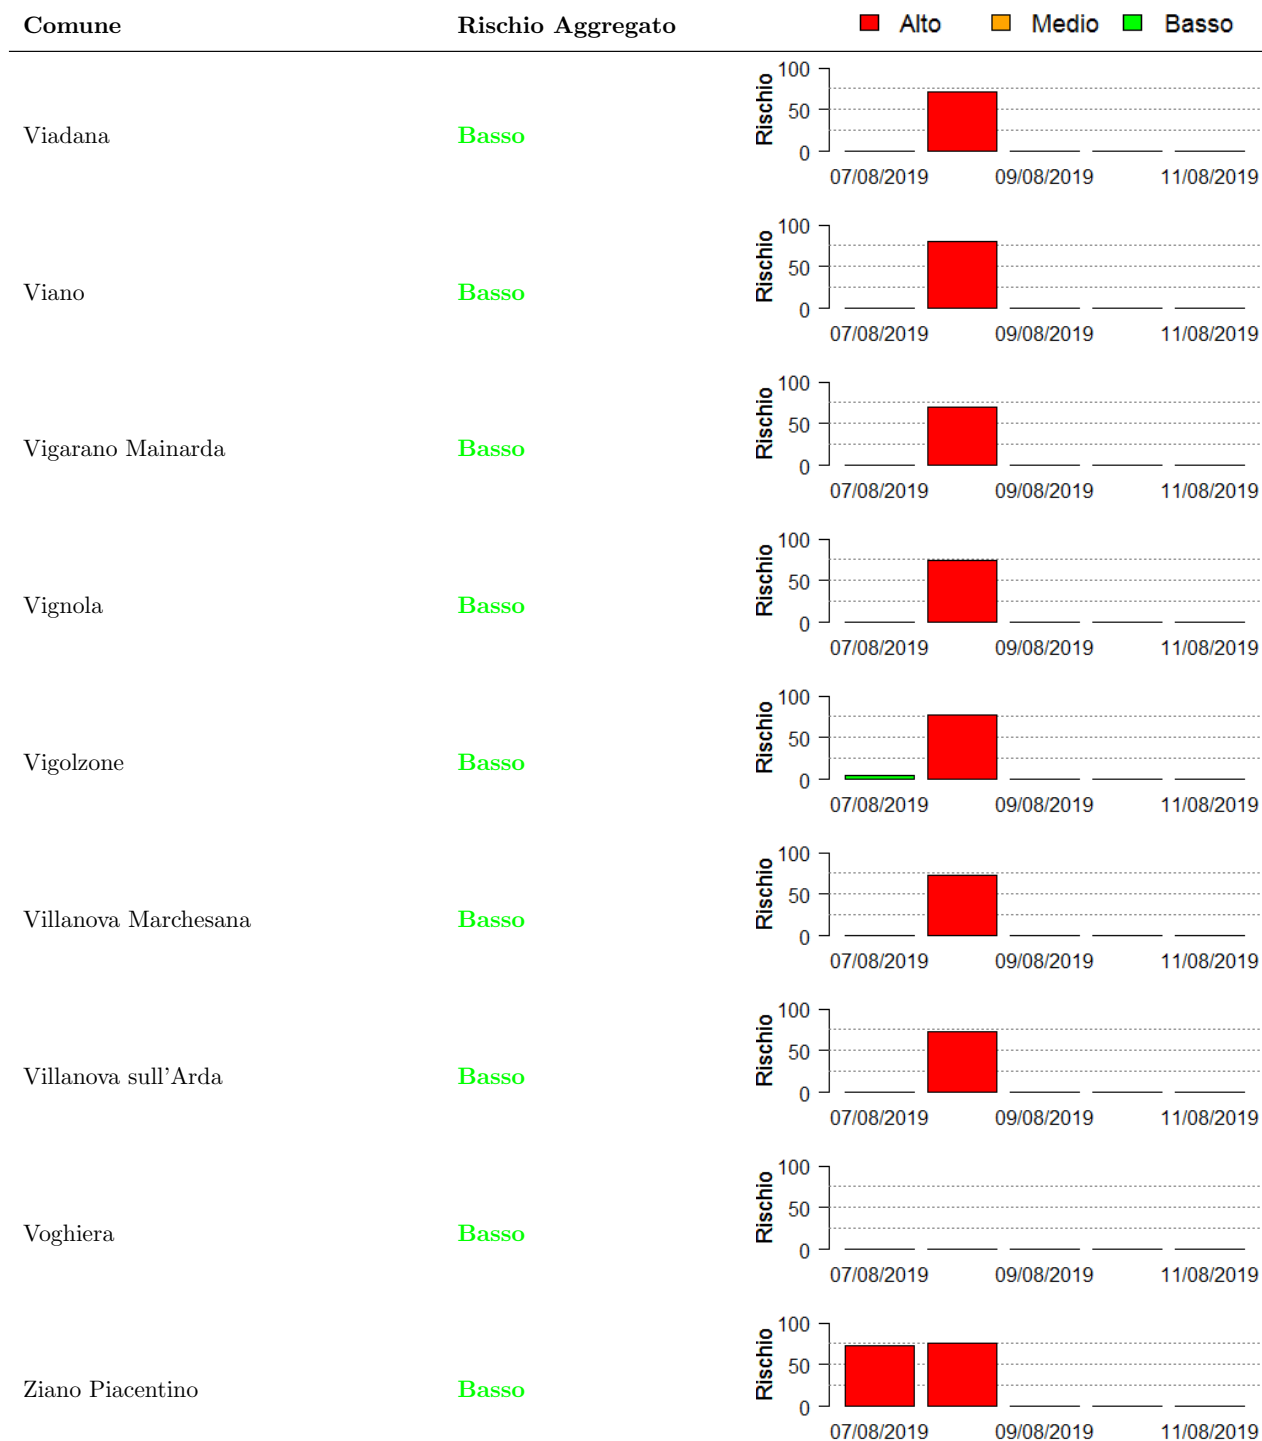 Comune Rischio Aggregato Alto Medio Basso
Viadana Basso Rischio 100 50 0
07/08/2019 09/08/2019 11/08/2019
Viano Basso Rischio 100 50 0
07/08/2019 09/08/2019 11/08/2019
Vigarano Mainarda Basso Rischio 100 50 0
07/08/2019 09/08/2019 11/08/2019
Vignola Basso Rischio 100 50 0
07/08/2019 09/08/2019 11/08/2019
Vigolzone Basso Rischio 100 50 0
07/08/2019 09/08/2019 11/08/2019
Villanova Marchesana Basso Rischio 100 50 0
07/08/2019 09/08/2019 11/08/2019
Villanova sull'Arda Basso Rischio 100 50 0
07/08/2019 09/08/2019 11/08/2019
Voghiera Basso Rischio 100 50 0
07/08/2019 09/08/2019 11/08/2019
Ziano Piacentino Basso Rischio 100 50 0
07/08/2019 09/08/2019 11/08/2019